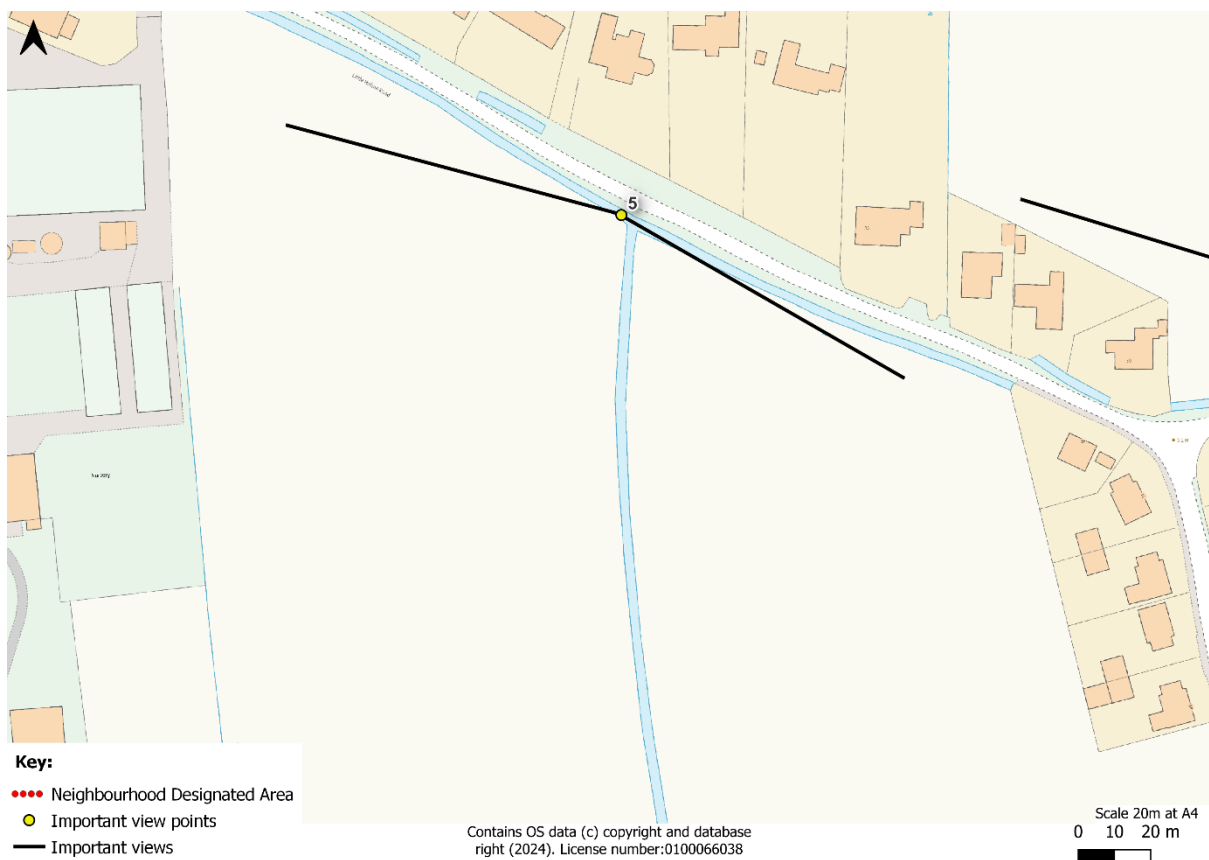 5
Key:
Neighbourhood Designated Area
Important view points
Important views
Contains OS data (c) copyright and database
right (2024). License number:0100066038
Scale 20m at A4
0 10 20 m